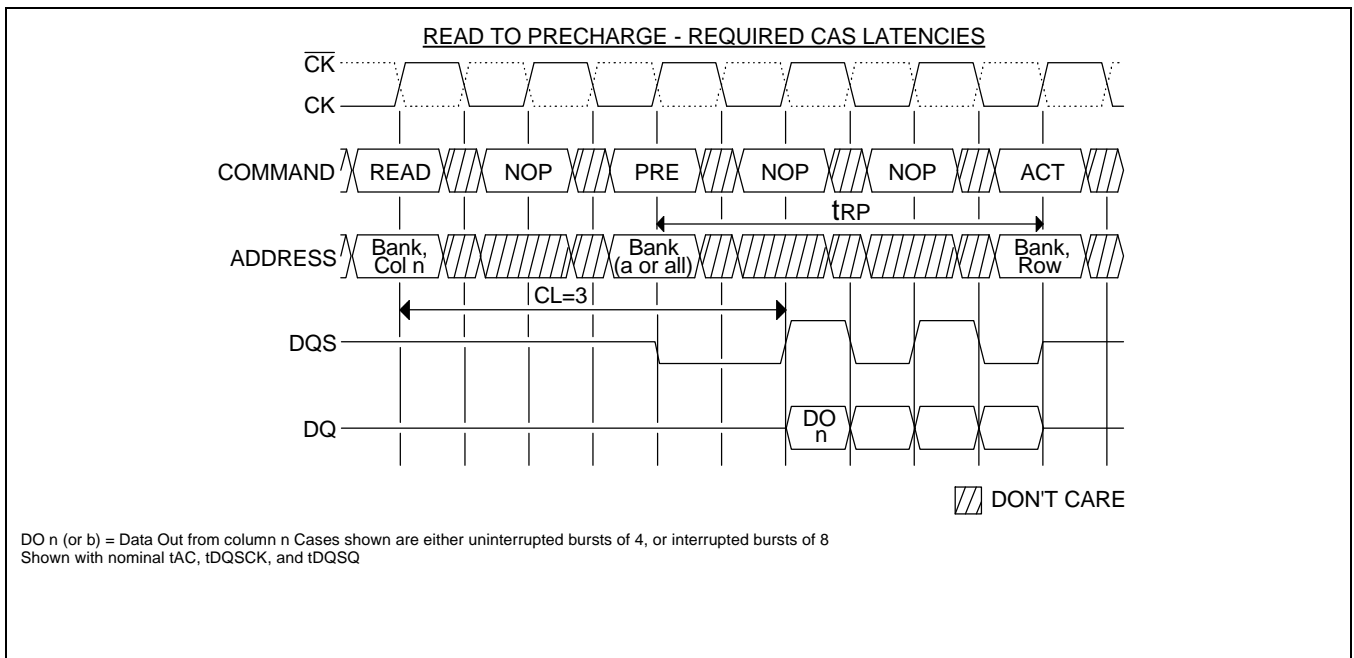 READ TO PRECHARGE - REQUIRED CAS LATENCIES
CK
CK
COMMAND READ NOP PRE NOP NOP ACT
tRP
ADDRESS Bank, Col n Bank (a or all) Bank, Row
CL=3
DQS
DQ DO n
DON'T CARE
DO n (or b) = Data Out from column n Cases shown are either uninterrupted bursts of 4, or interrupted bursts of 8
Shown with nominal tAC, tDQSCK, and tDQSQ